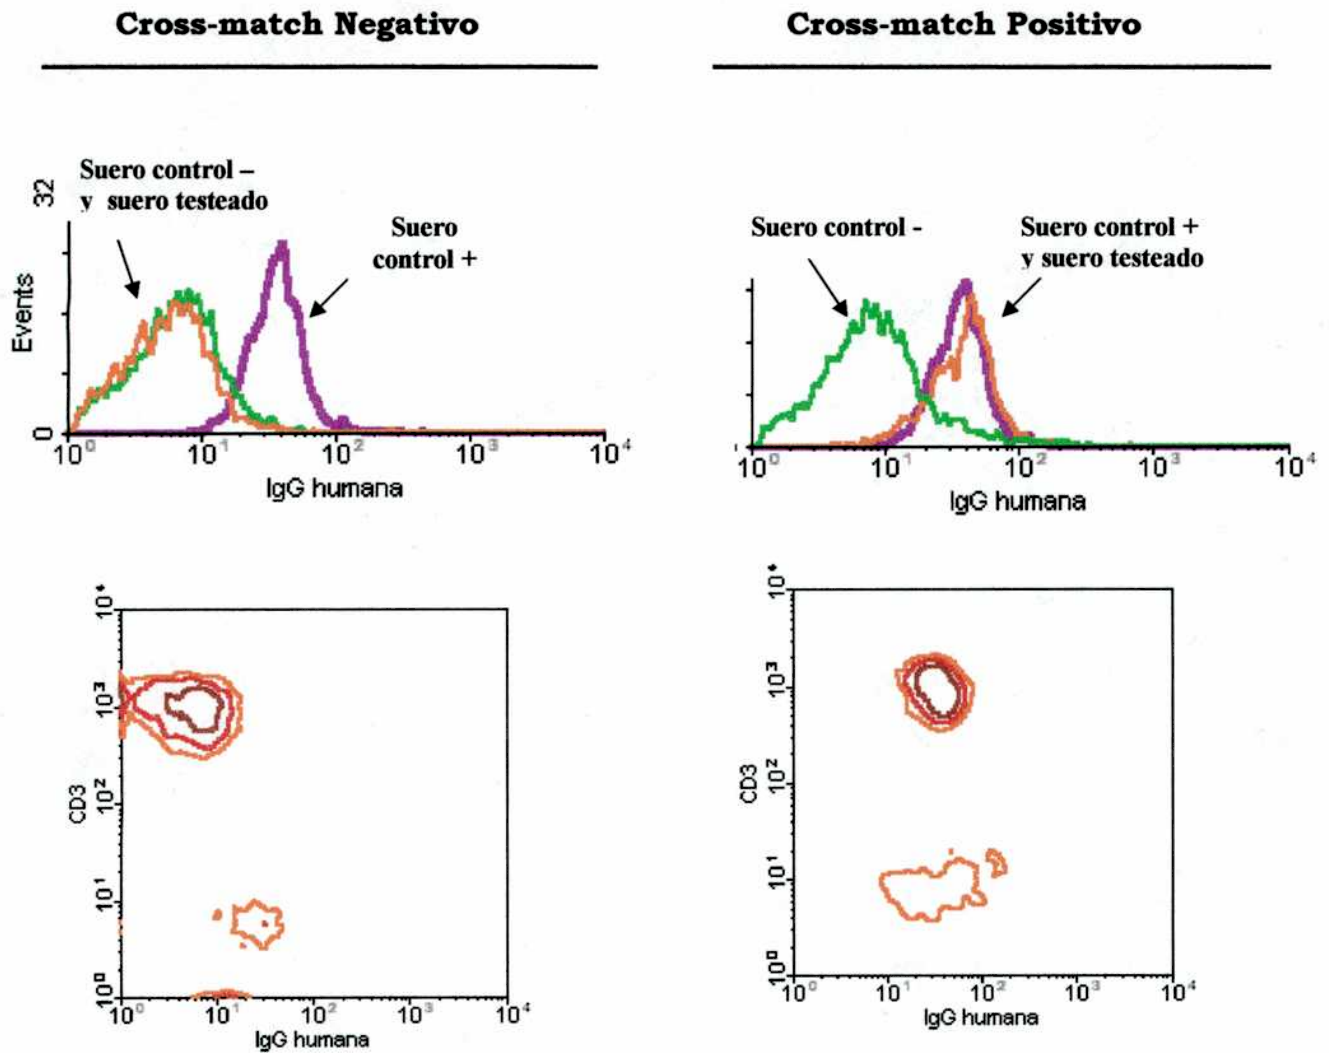 Cross-match Negativo
Cross-match Positivo
Suero control –
y suero testeado
Suero
control +
Events
32
0
10⁰ 10¹ 10² 10³ 10⁴
IgG humana
Suero control -
Suero control +
y suero testeado
10⁰ 10¹ 10² 10³ 10⁴
IgG humana
CD3
10⁴
10³
10²
10¹
10⁰
10⁰ 10¹ 10² 10³ 10⁴
IgG humana
CD3
10⁴
10³
10²
10¹
10⁰
10⁰ 10¹ 10² 10³ 10⁴
IgG humana